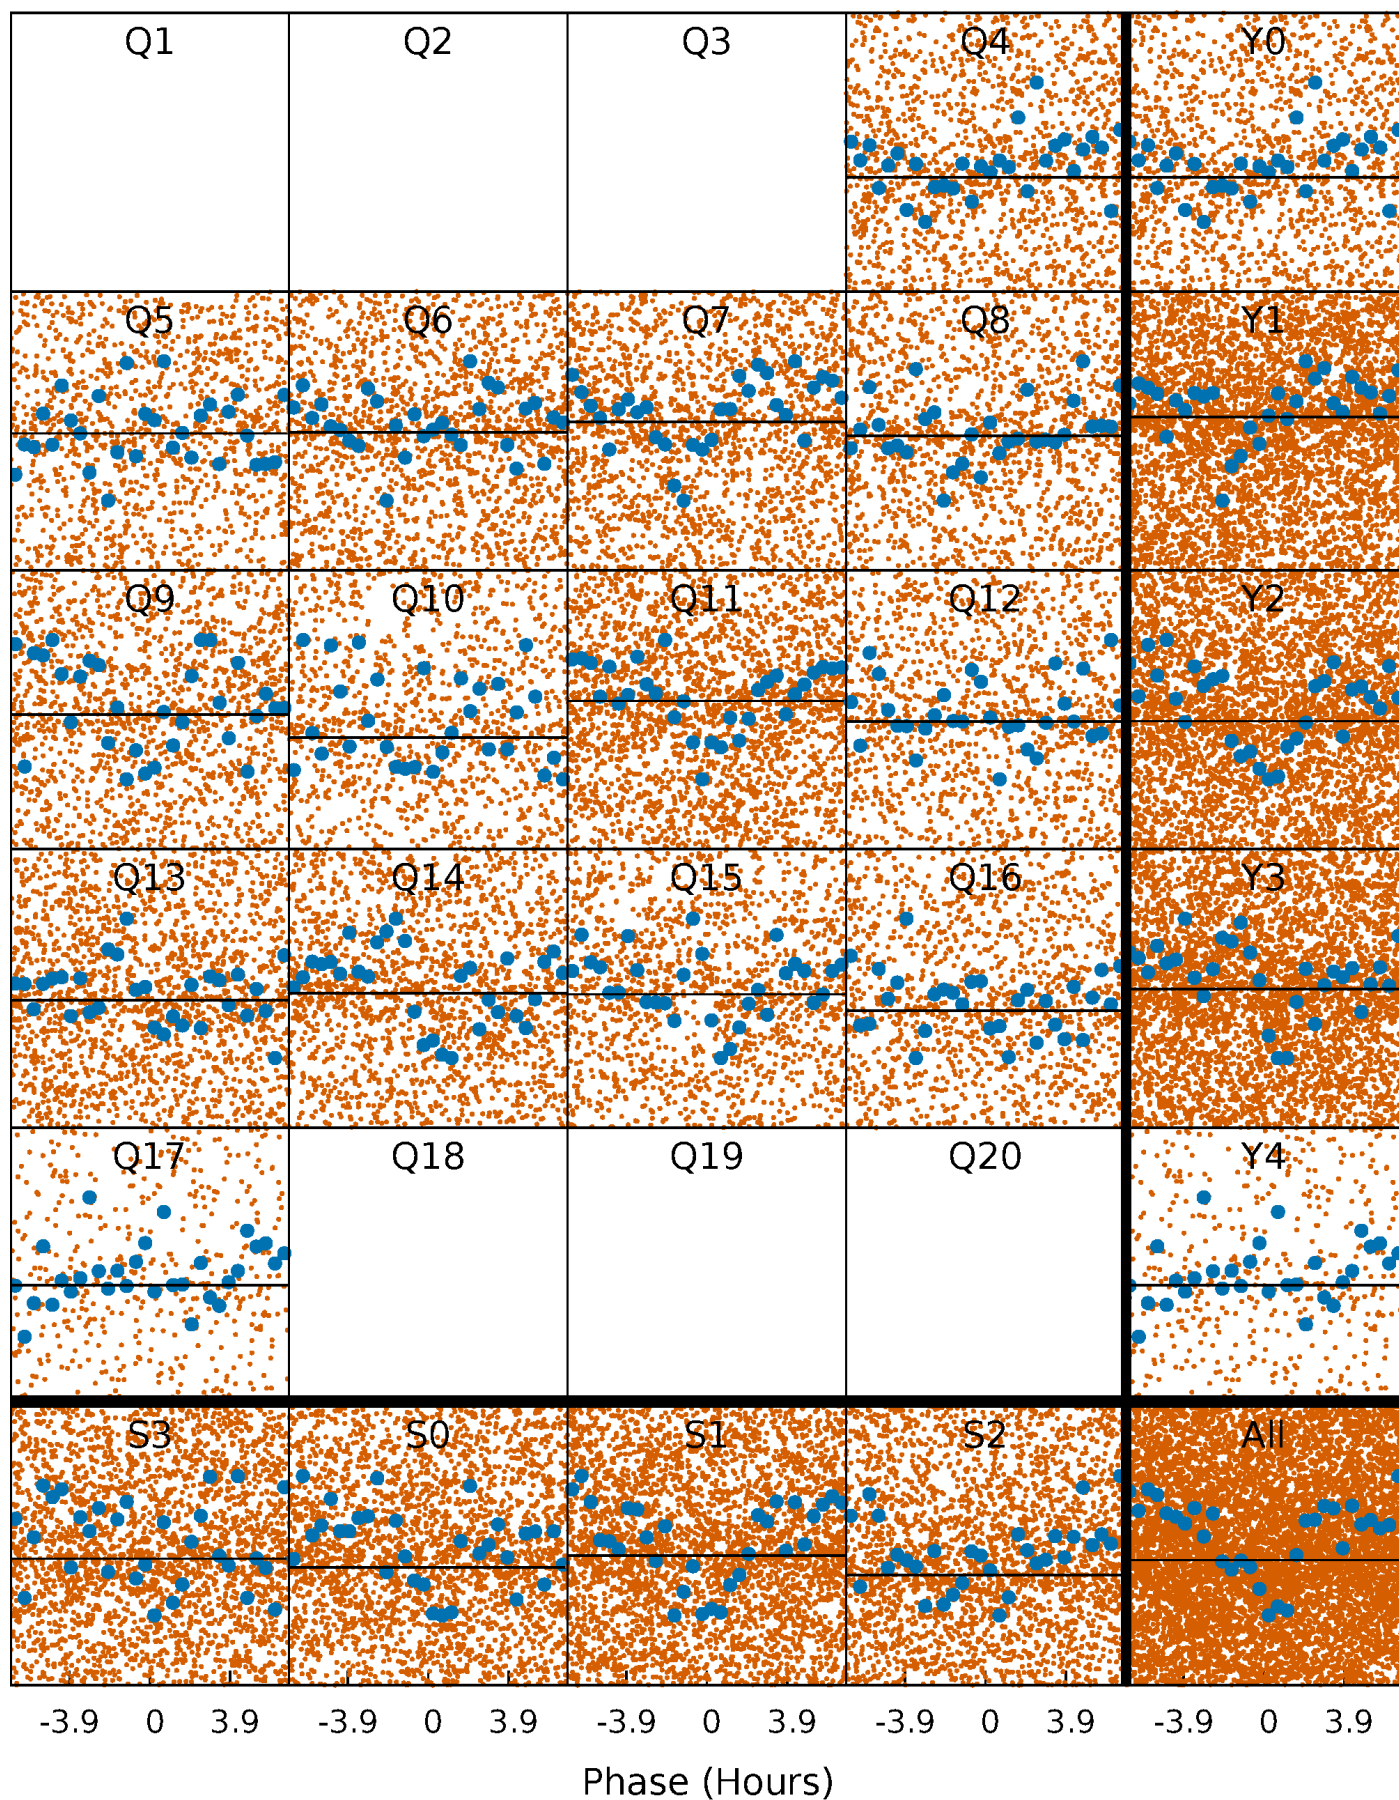 Q1 Q2 Q3 Q4 Y0
Q5 Q6 Q7 Q8 Y1
Q9 Q10 Q11 Q12 Y2
Q13 Q14 Q15 Q16 Y3
Q17 Q18 Q19 Q20 Y4
S3 S0 S1 S2 All
-3.9 0 3.9 -3.9 0 3.9 -3.9 0 3.9 -3.9 0 3.9 -3.9 0 3.9
Phase (Hours)